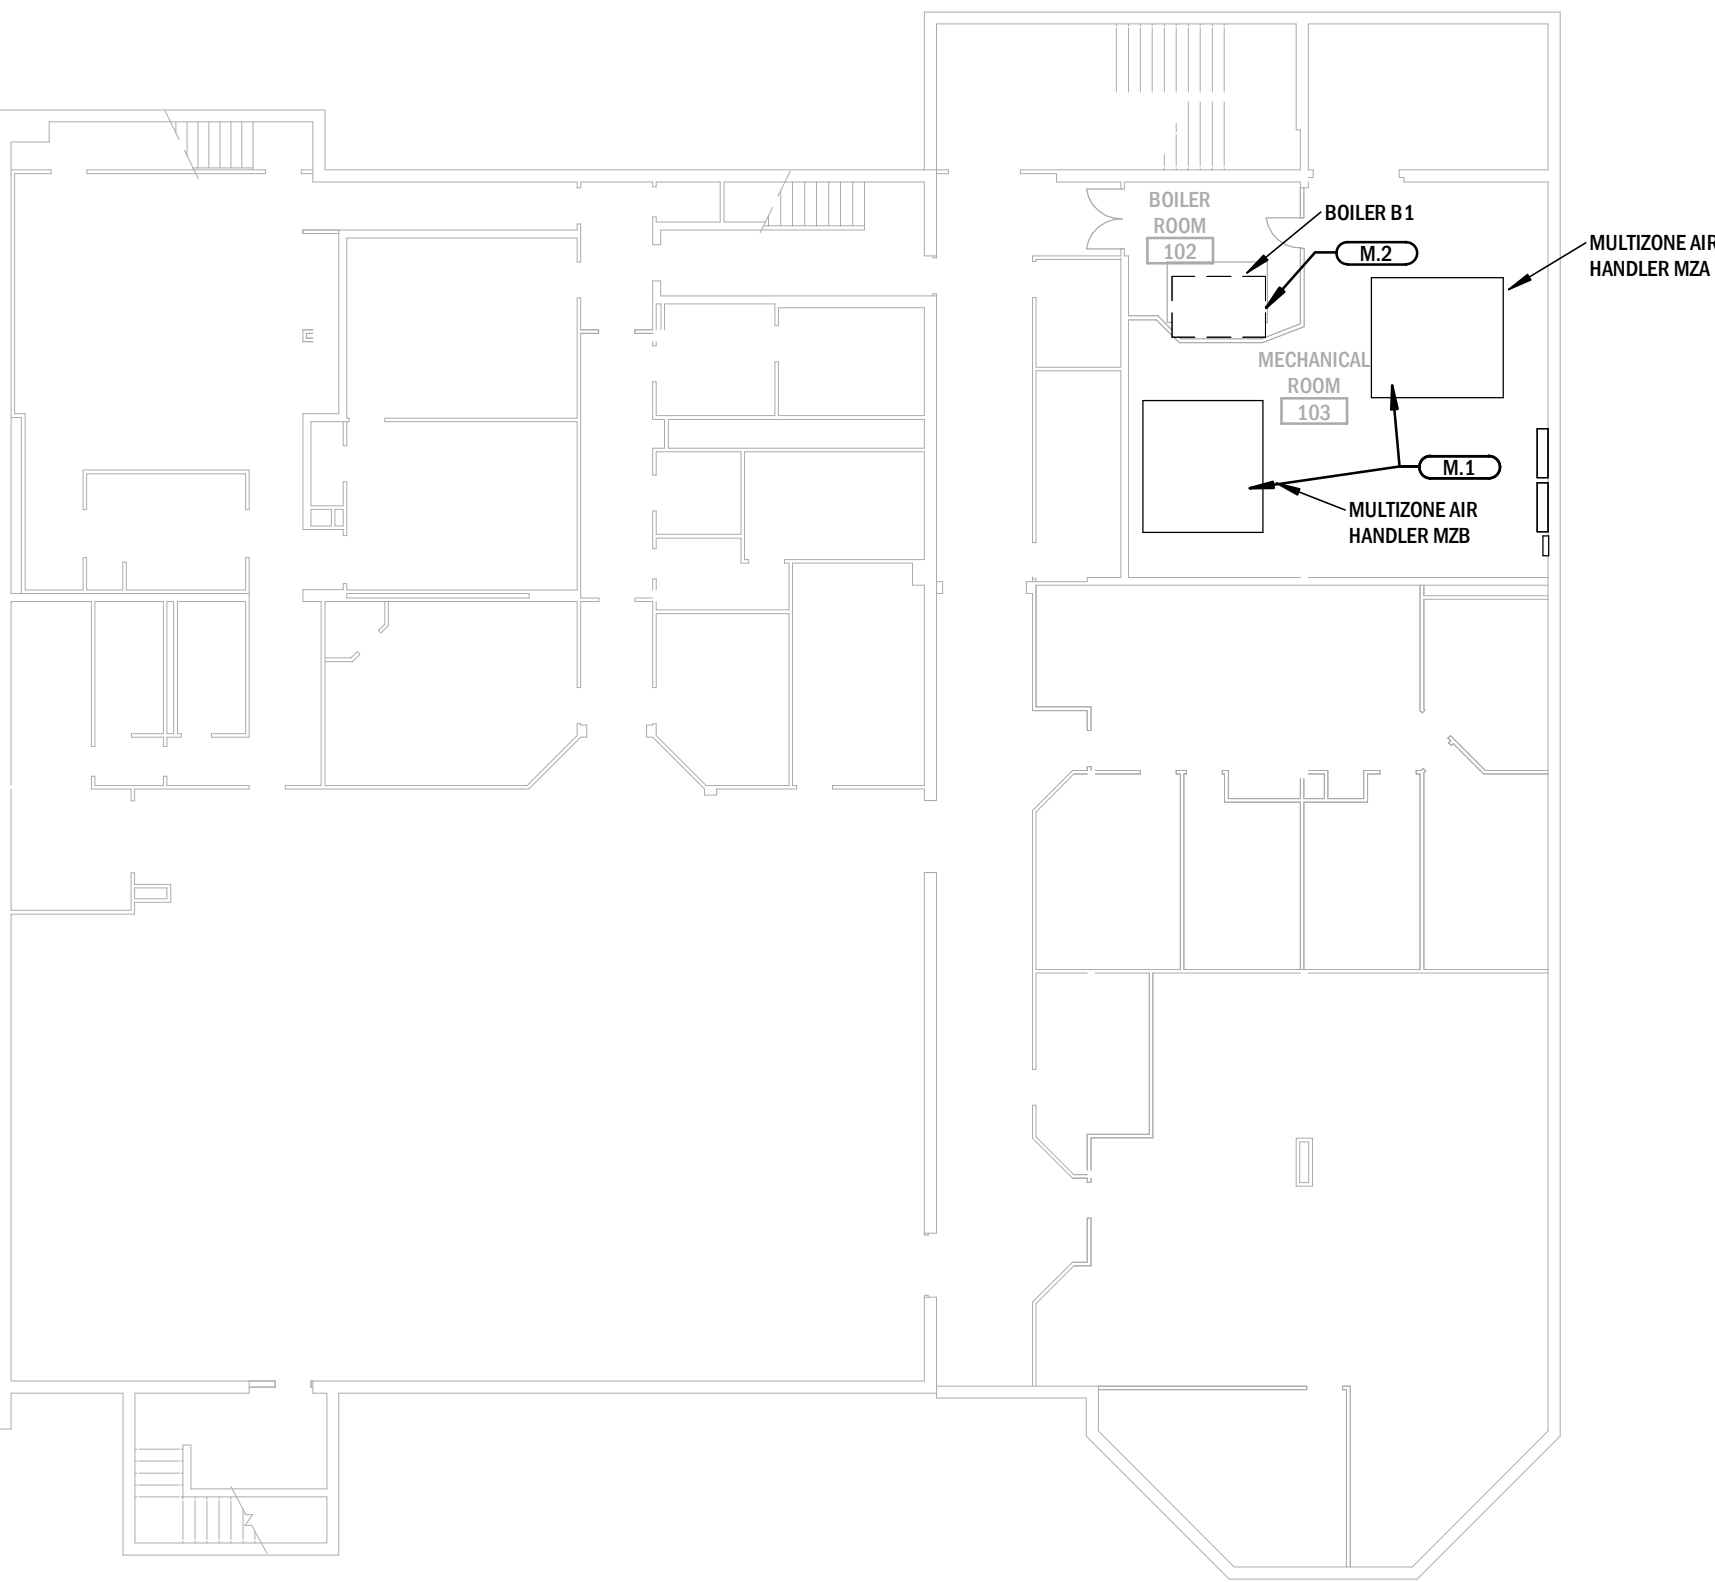 BOILER
ROOM
102
BOILER B1
M.2
MULTIZONE AIR
HANDLER MZA
MECHANICAL
ROOM
103
M.1
MULTIZONE AIR
HANDLER MZB